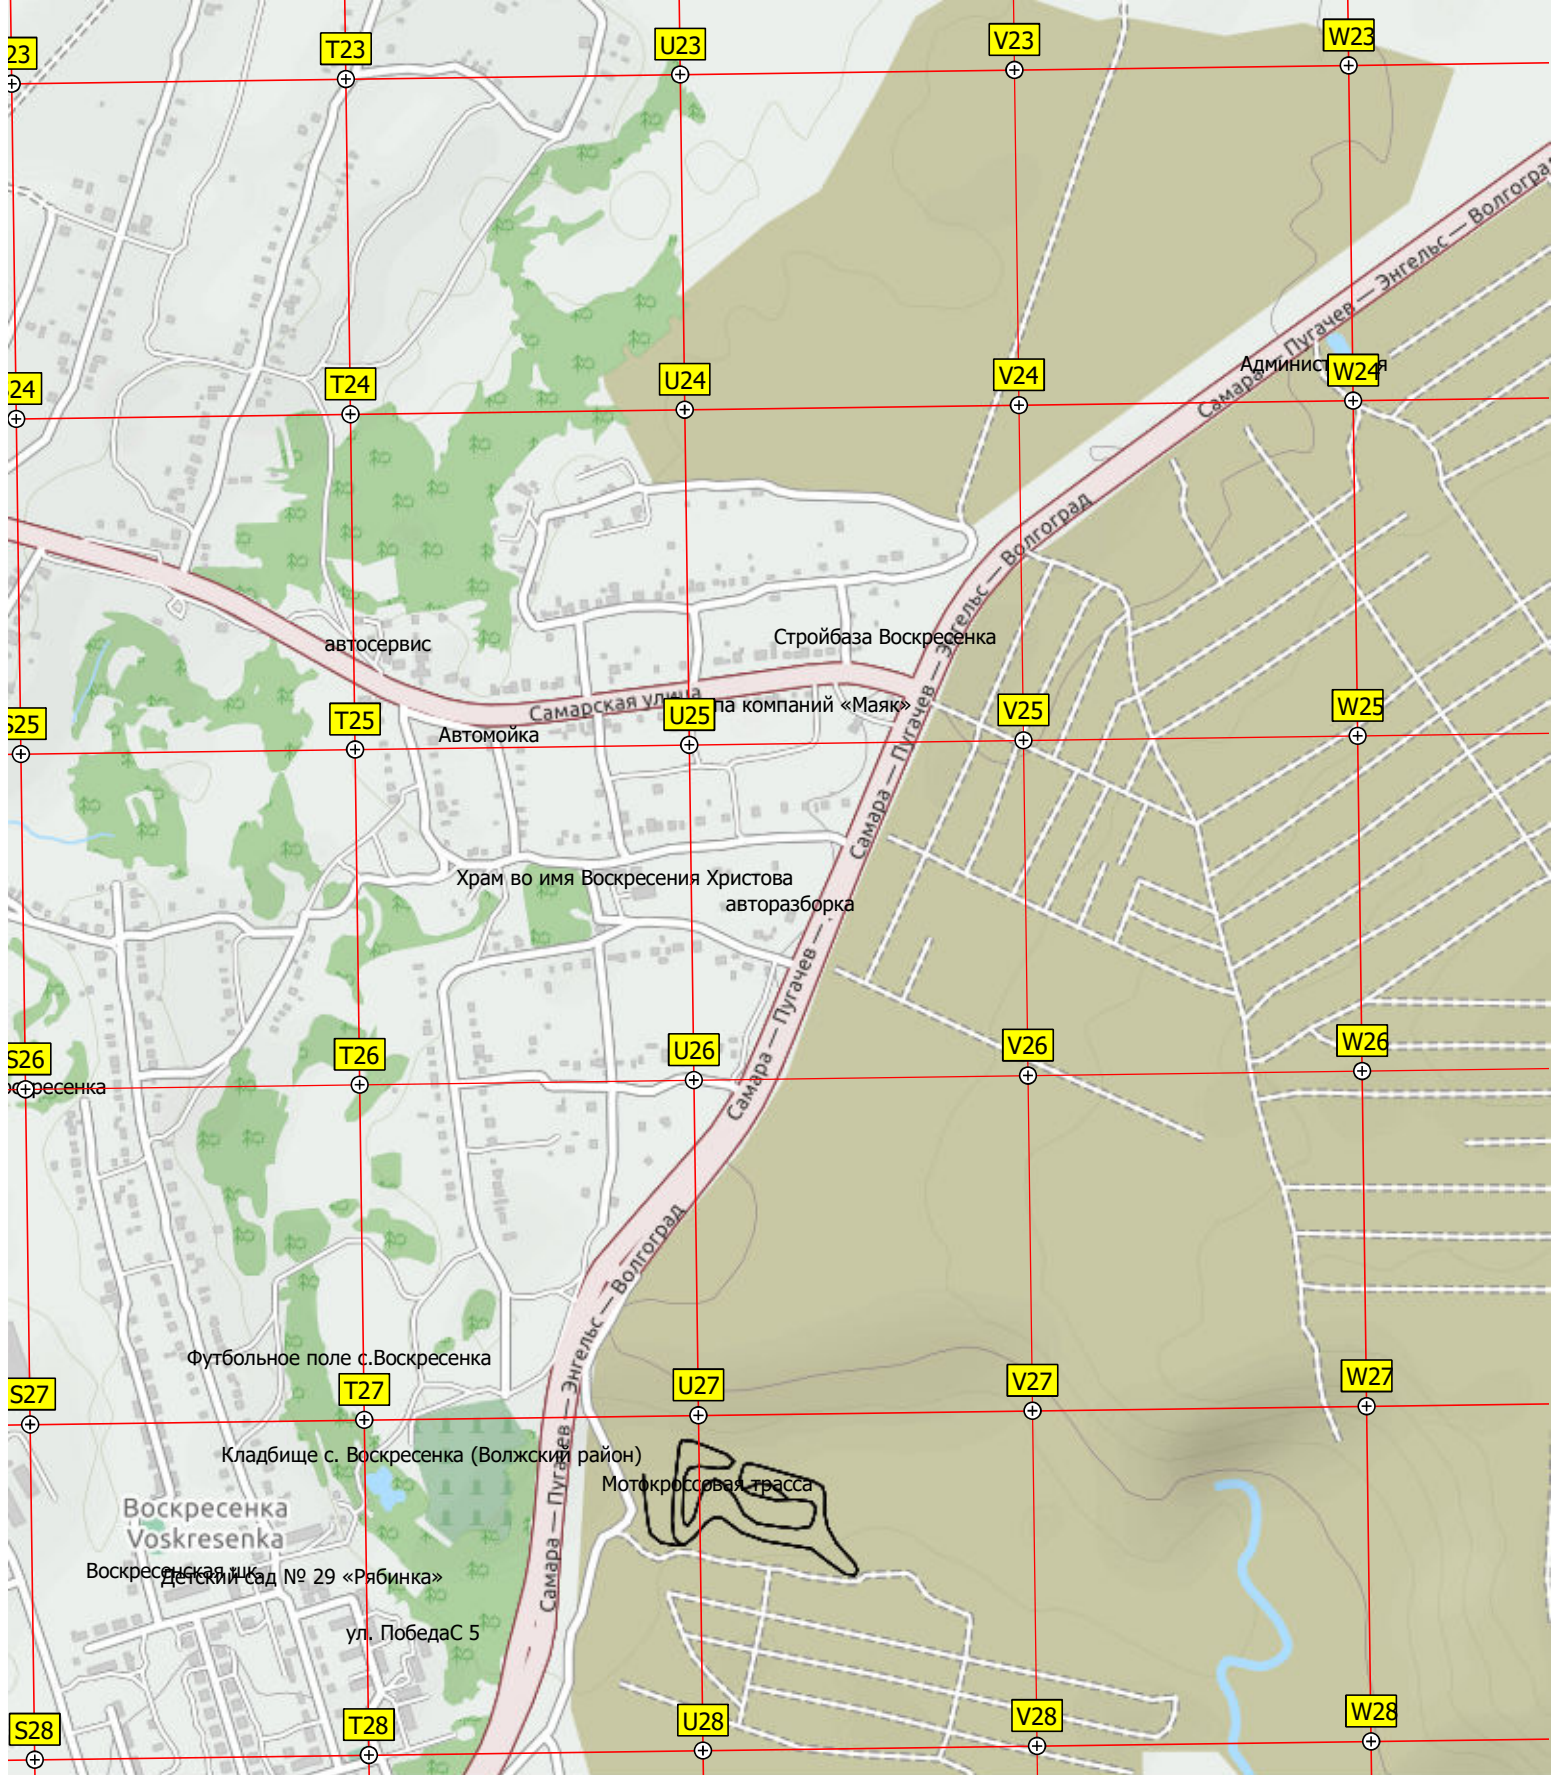 23
T23
U23
V23
W23
Самара — Пугачев — Энгельс — Волгоград
24
T24
U24
V24
W24
автосервис
Стройбаза Воскресенка
Самарская улица
па компаний «Маяк»
S25
T25
U25
V25
W25
Автомойка
Самара — Пугачев — Энгельс — Волгоград
Храм во имя Воскресения Христова
авторазборка
S26
T26
U26
V26
W26
Самара — Пугачев — 
Футбольное поле с.Воскресенка
S27
T27
U27
V27
W27
Кладбище с. Воскресенка (Волжский район)
Мотокроссовая трасса
Самара — Пугачев — Энгельс — Волгоград
Воскресенка
Voskresenka
Воскресенская шк.
Детский сад № 29 «Рябинка»
ул. ПобедаС 5
S28
T28
U28
V28
W28